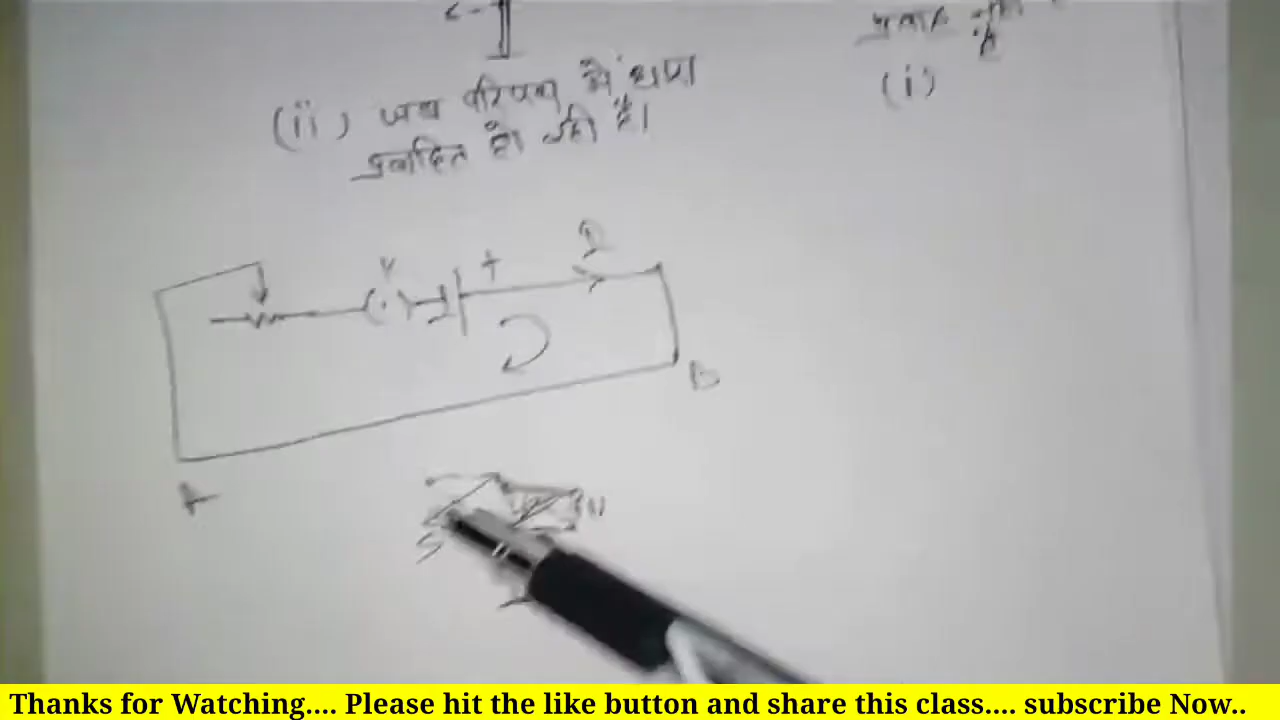 (ii) जब परिपथ में धारा
प्रवाहित हो रही है।
(i)
K
+
I
B
A
N
S
Thanks for Watching.... Please hit the like button and share this class.... subscribe Now..